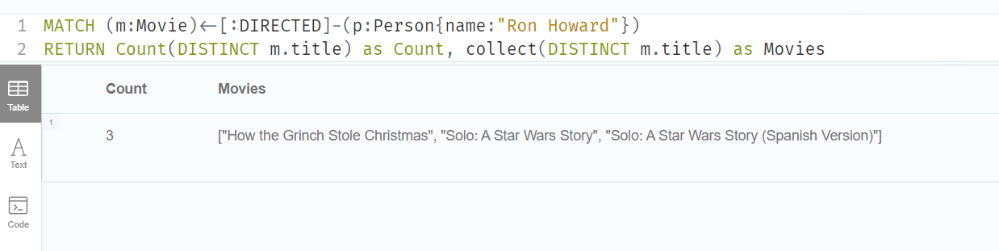 1 MATCH (m:Movie)<-[:DIRECTED]-(p:Person{name:"Ron Howard"})
2 RETURN Count(DISTINCT m.title) as Count, collect(DISTINCT m.title) as Movies
Table
Text
Code
Count Movies
1
3 ["How the Grinch Stole Christmas", "Solo: A Star Wars Story", "Solo: A Star Wars Story (Spanish Version)"]